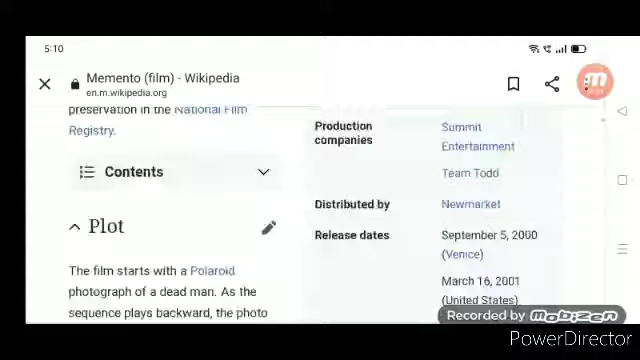 5:10
Memento (film) - Wikipedia
en.m.wikipedia.org
preservation in the National Film
Registry.
Contents
Plot
The film starts with a Polaroid
photograph of a dead man. As the
sequence plays backward, the photo
Production
companies
Summit
Entertainment
Team Todd
Distributed by
Newmarket
Release dates
September 5, 2000
(Venice)
March 16, 2001
(United States)
Recorded by Mobizen
PowerDirector